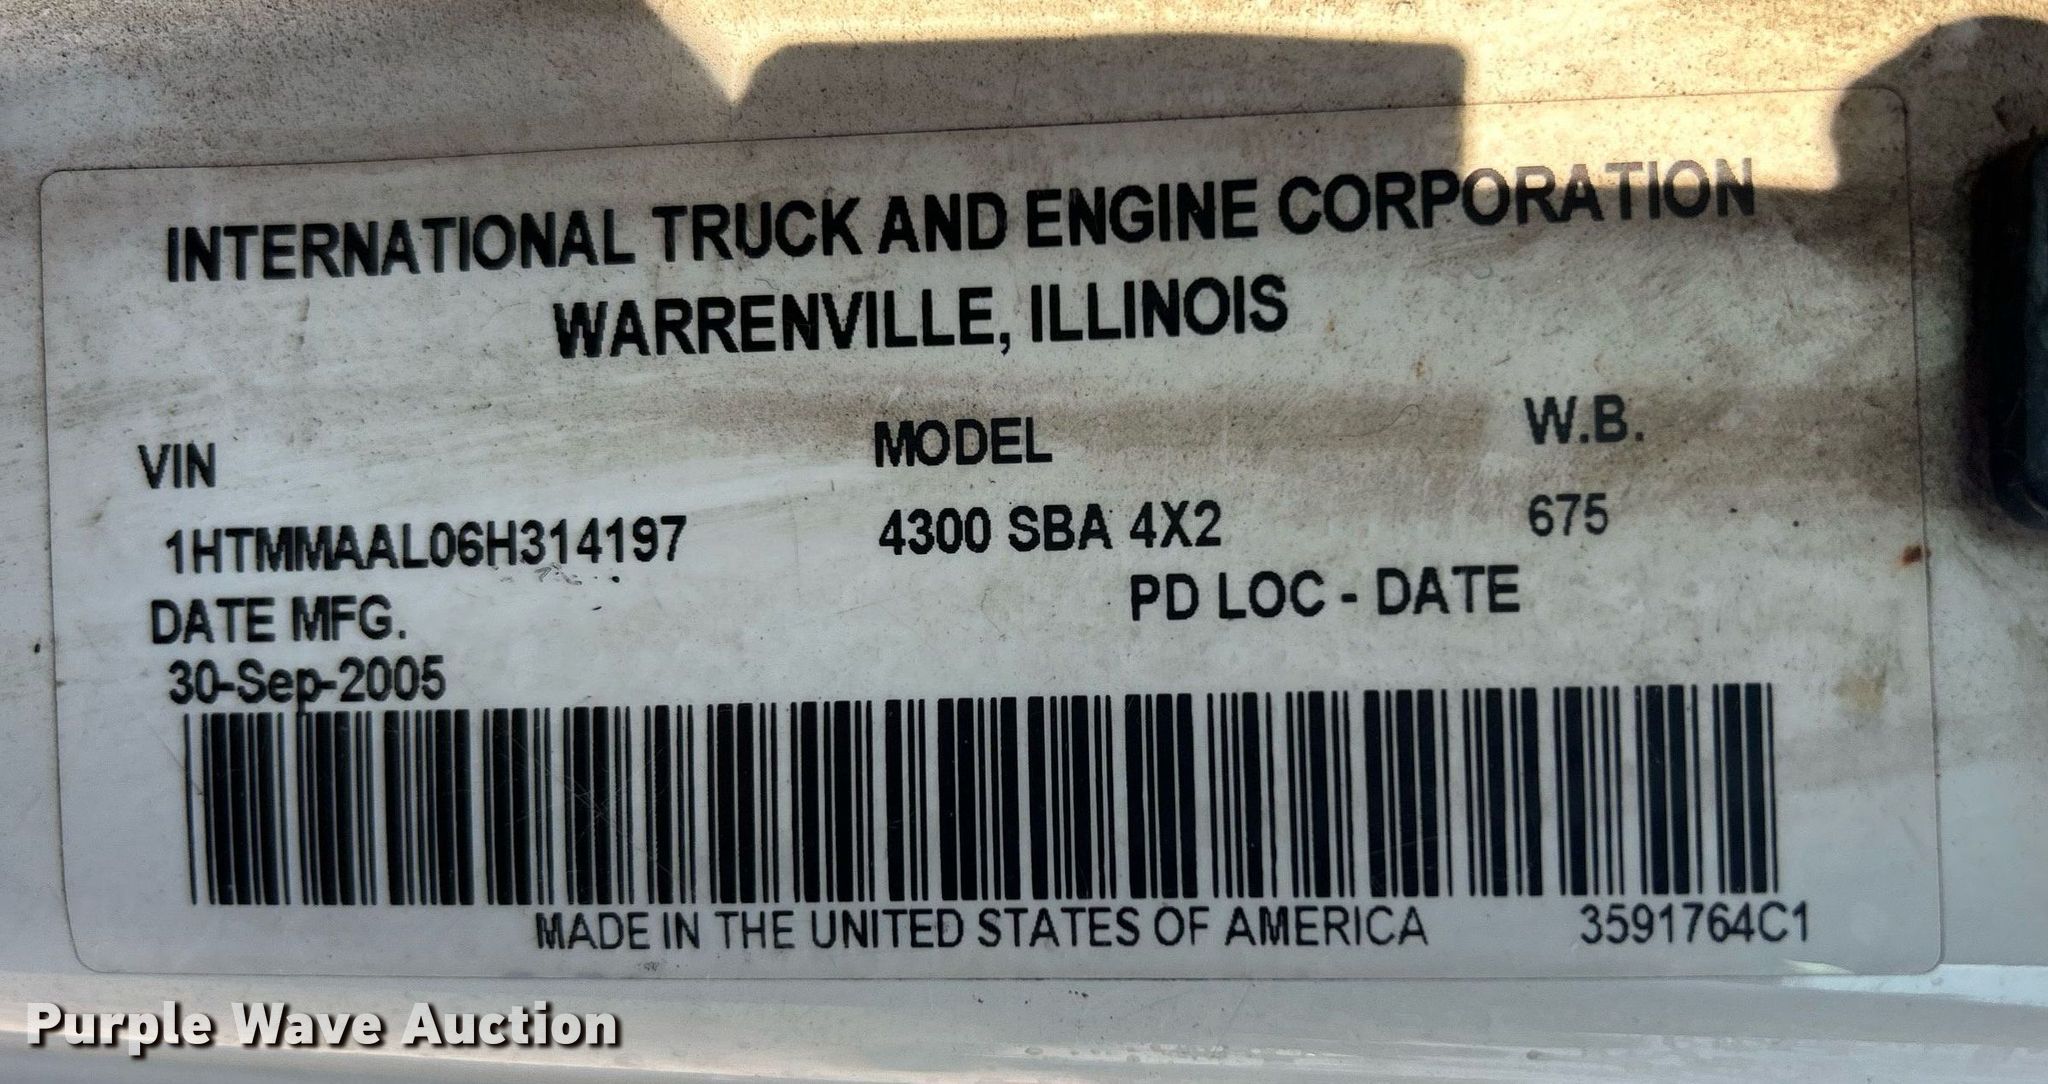 INTERNATIONAL TRUCK AND ENGINE CORPORATION
WARRENVILLE, ILLINOIS
VIN MODEL W.B.
1HTMMAAL06H314197 4300 SBA 4X2 675
DATE MFG. PD LOC - DATE
30-Sep-2005
MADE IN THE UNITED STATES OF AMERICA 3591764C1
Purple Wave Auction